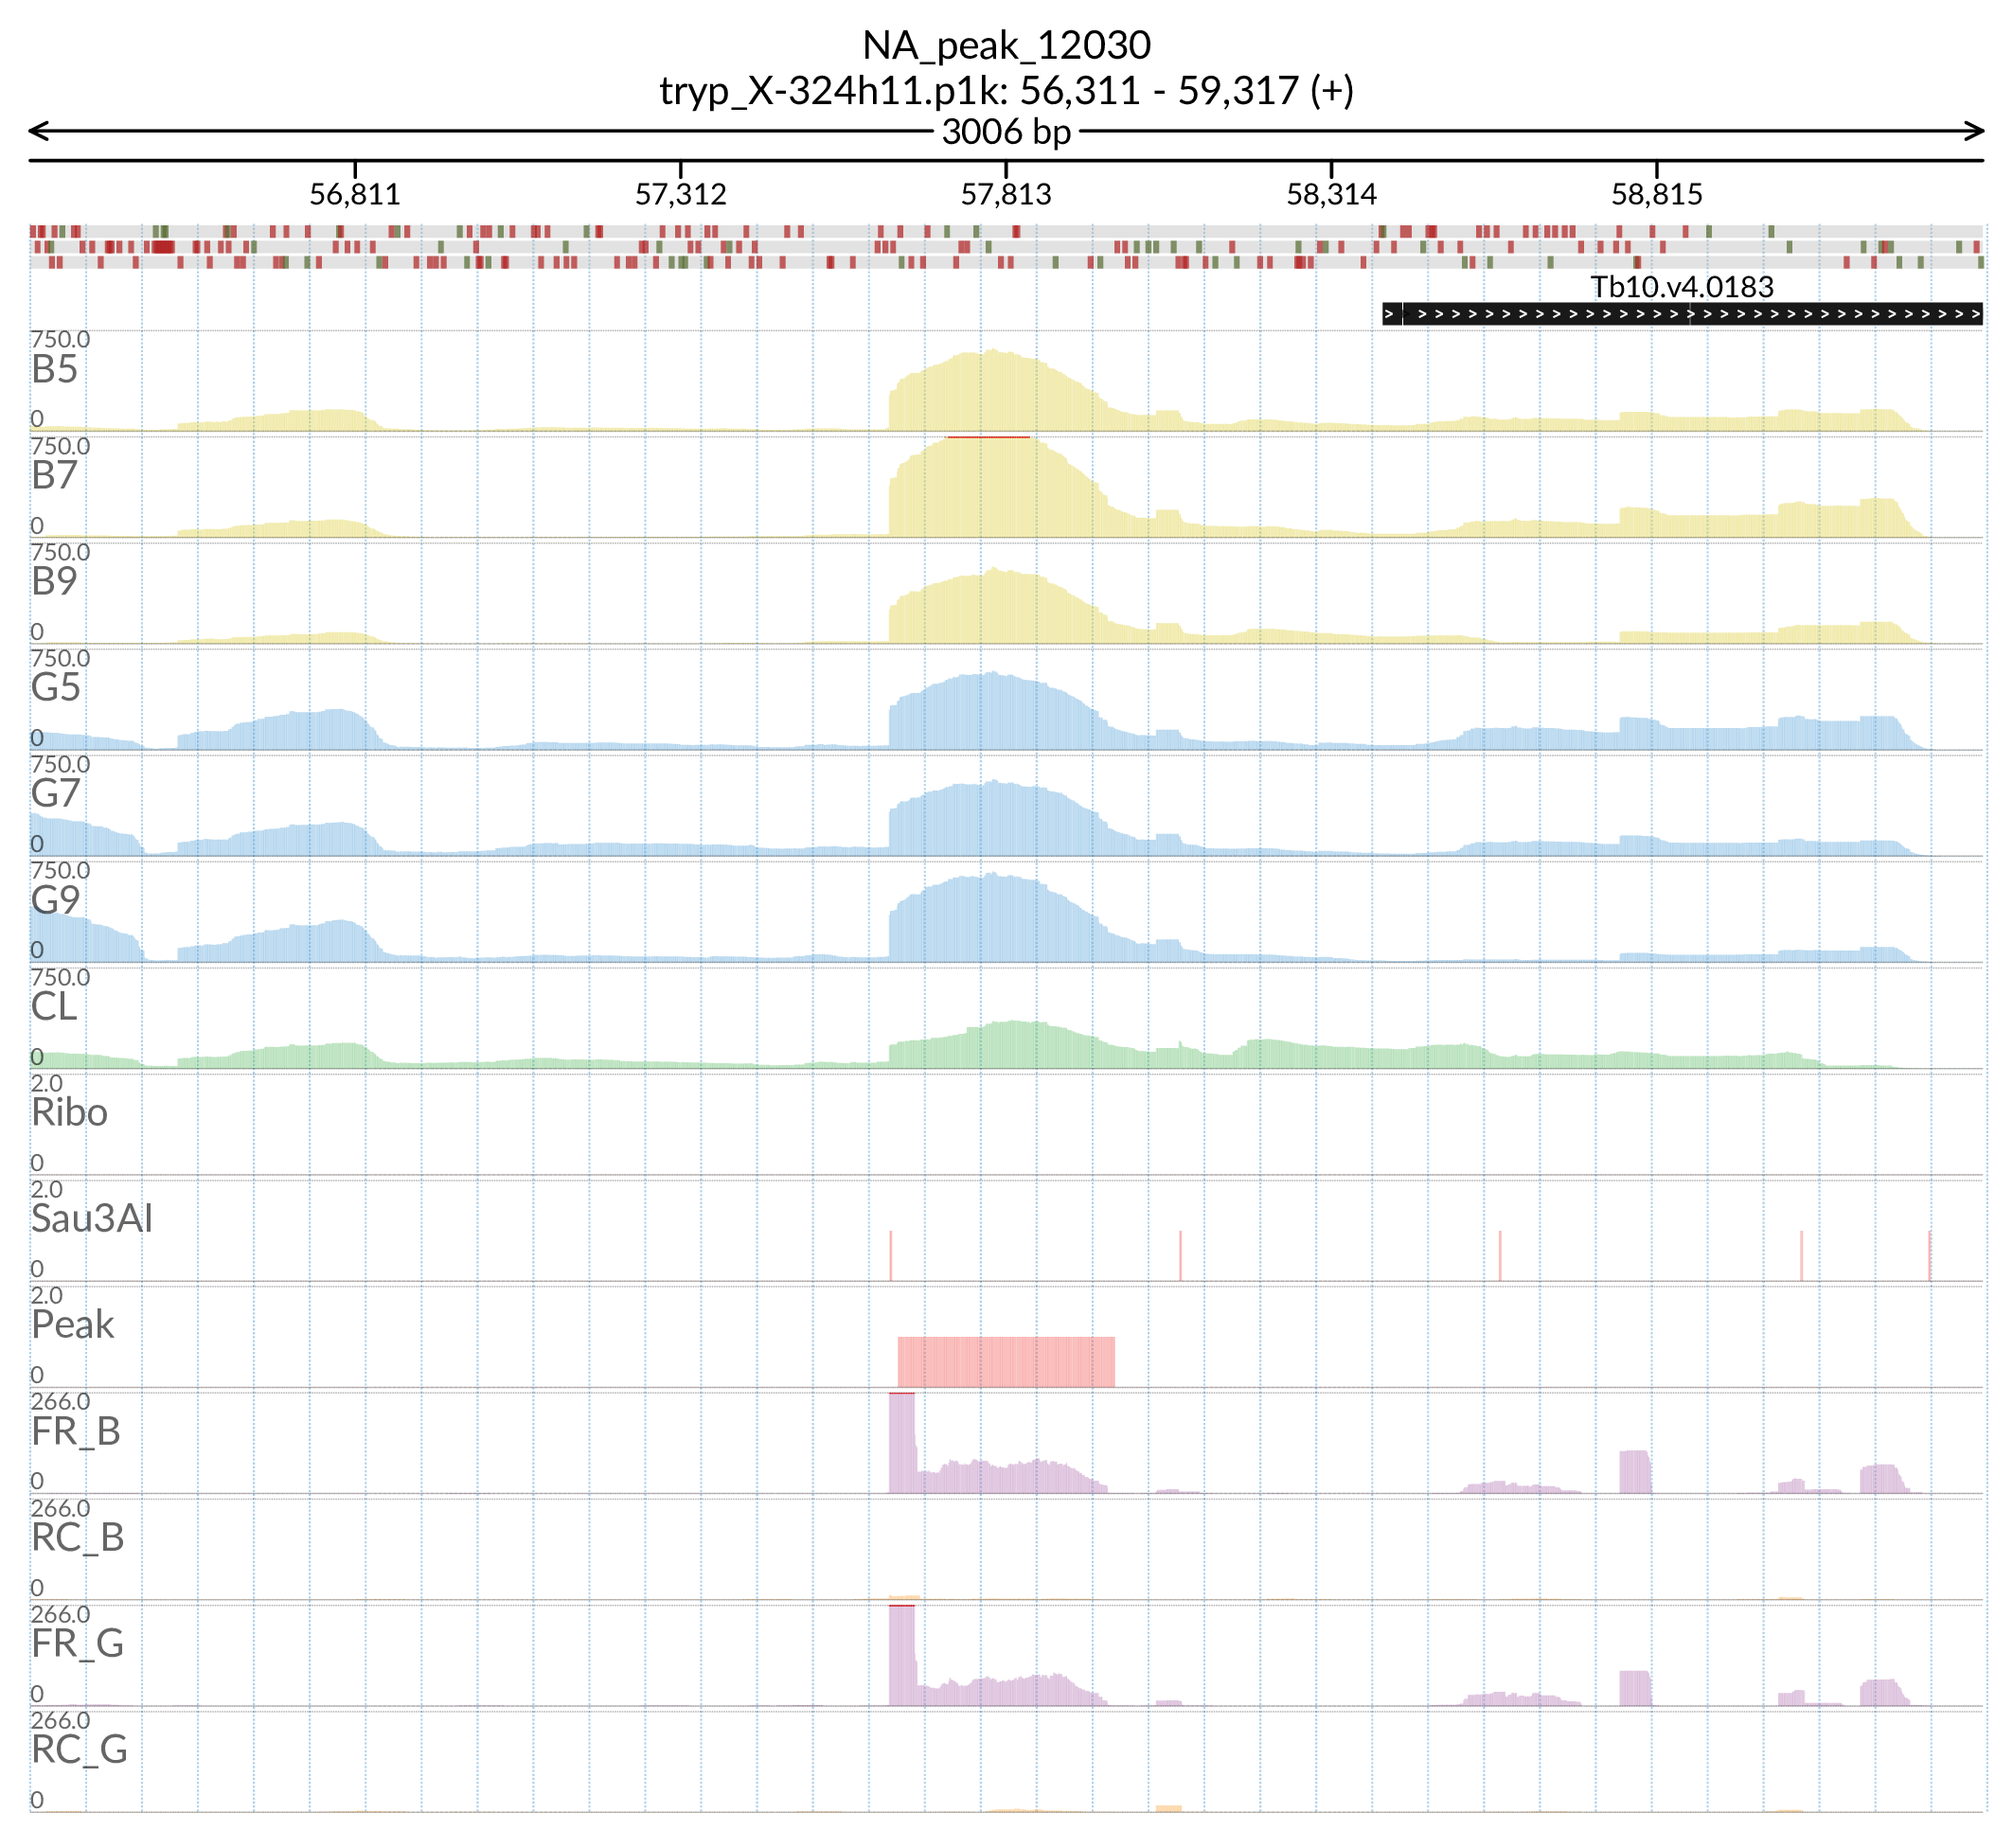 NA_peak_12030
tryp_X-324h11.p1k: 56,311 - 59,317 (+)
3006 bp
56,811 57,312 57,813 58,314 58,815
Tb10.v4.0183
750.0
B5
0
750.0
B7
0
750.0
B9
0
750.0
G5
0
750.0
G7
0
750.0
G9
0
750.0
CL
0
2.0
Ribo
0
2.0
Sau3AI
0
2.0
Peak
0
266.0
FR_B
0
266.0
RC_B
0
266.0
FR_G
0
266.0
RC_G
0